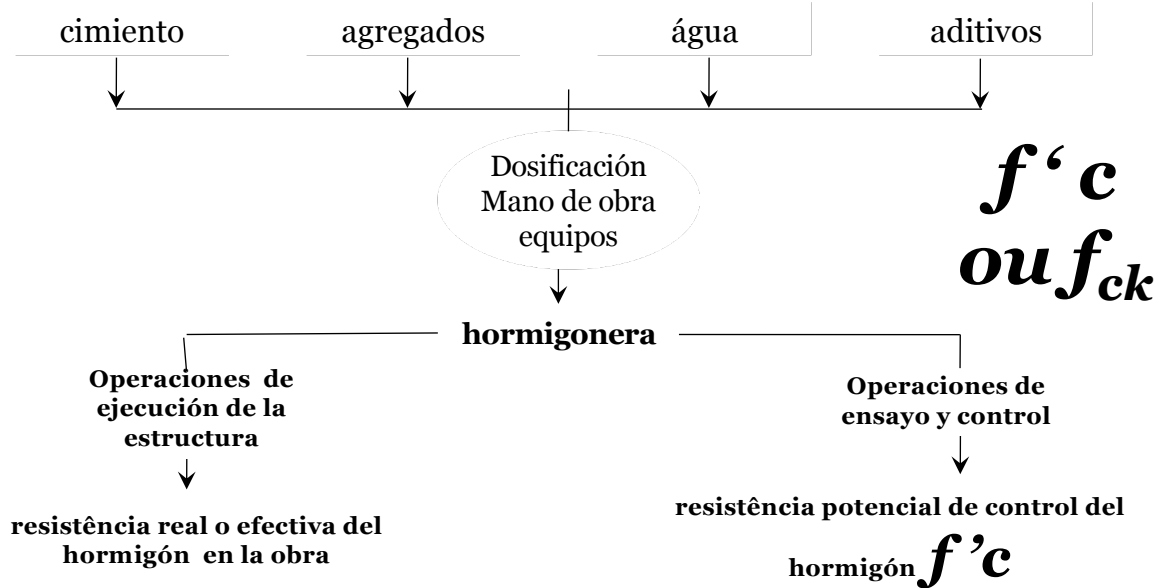 cimiento
agregados
água
aditivos
Dosificación
Mano de obra
equipos
f ‘ c
ou fck
hormigonera
Operaciones de
ejecución de la
estructura
resistência real o efectiva del
hormigón en la obra
Operaciones de
ensayo y control
resistência potencial de control del
hormigón f ’c